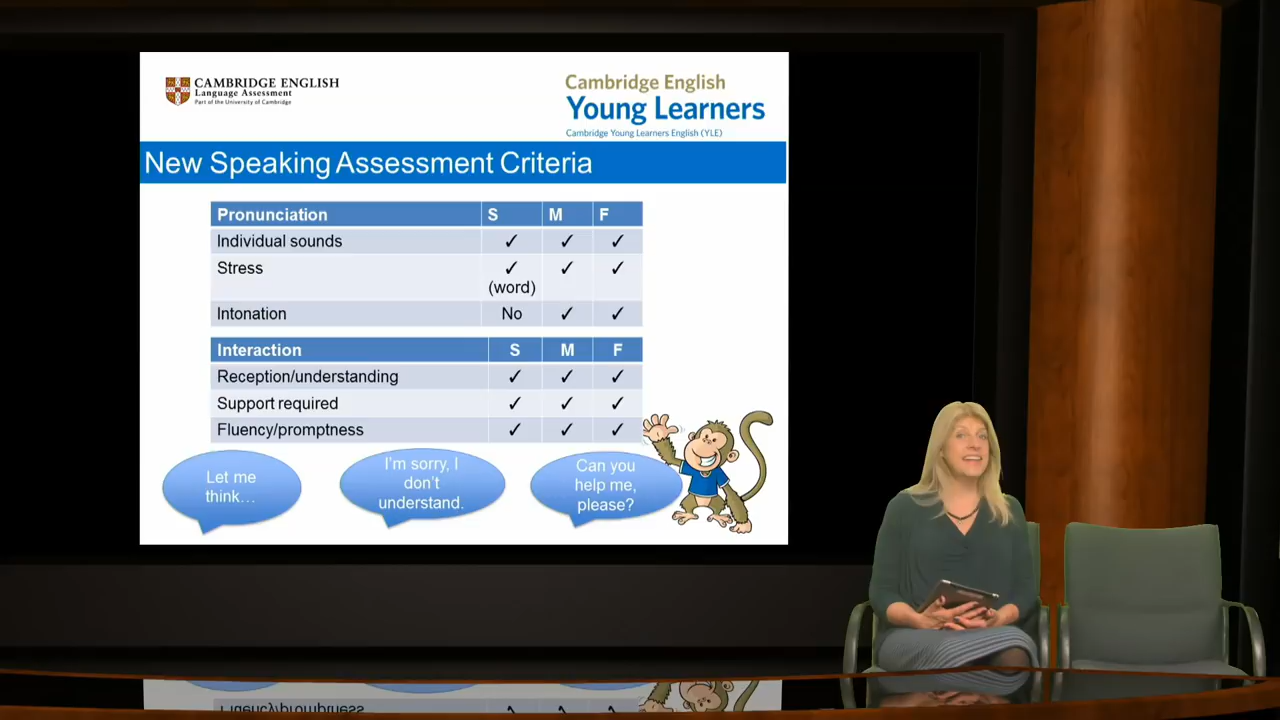 CAMBRIDGE ENGLISH
Language Assessment
Part of the University of Cambridge
Cambridge English
Young Learners
Cambridge Young Learners English (YLE)
New Speaking Assessment Criteria
Pronunciation S M F
Individual sounds ✓ ✓ ✓
Stress ✓ ✓ ✓
(word)
Intonation No ✓ ✓
Interaction S M F
Reception/understanding ✓ ✓ ✓
Support required ✓ ✓ ✓
Fluency/promptness ✓ ✓ ✓
Let me
think...
I'm sorry, I
don't
understand.
Can you
help me,
please?